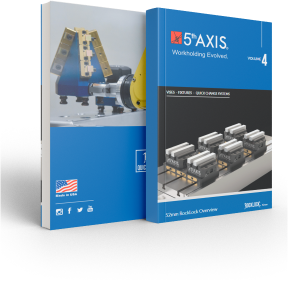 5th AXIS.
Workholding Evolved.
VOLUME 4
VISES - FIXTURES - QUICK CHANGE SYSTEMS
Made in USA
52mm RockLock Overview